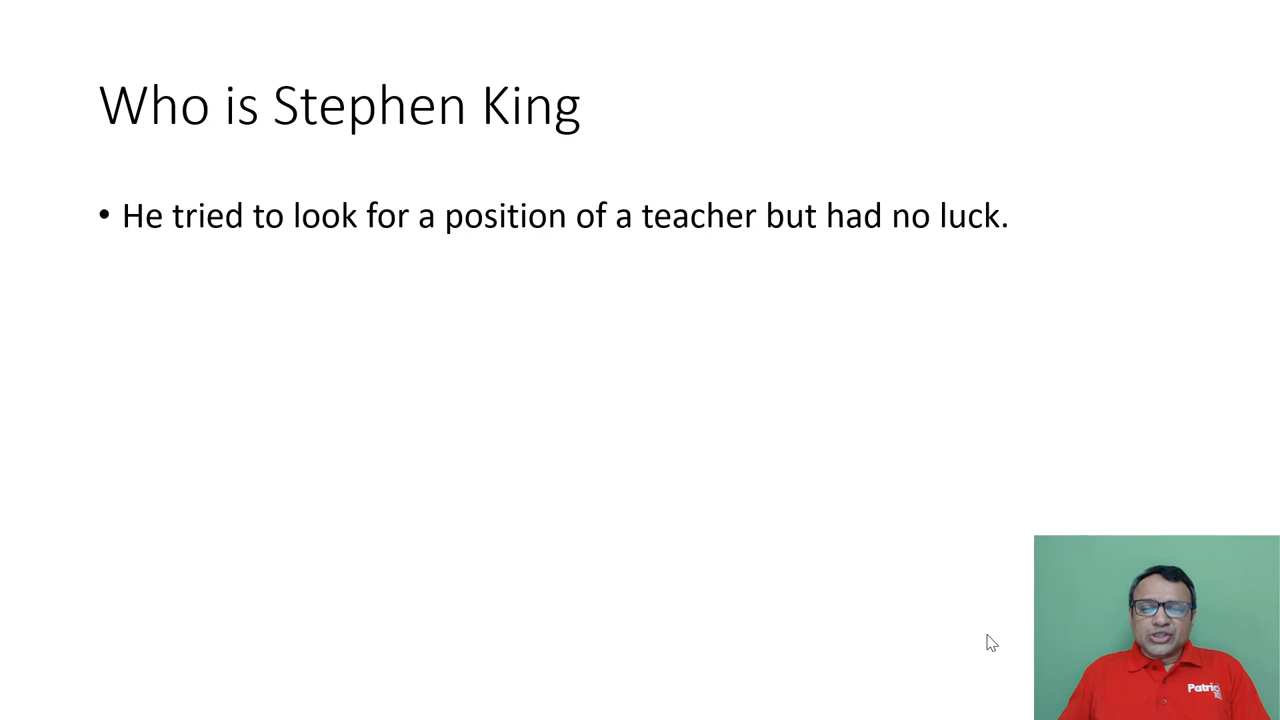 Who is Stephen King
• He tried to look for a position of a teacher but had no luck.